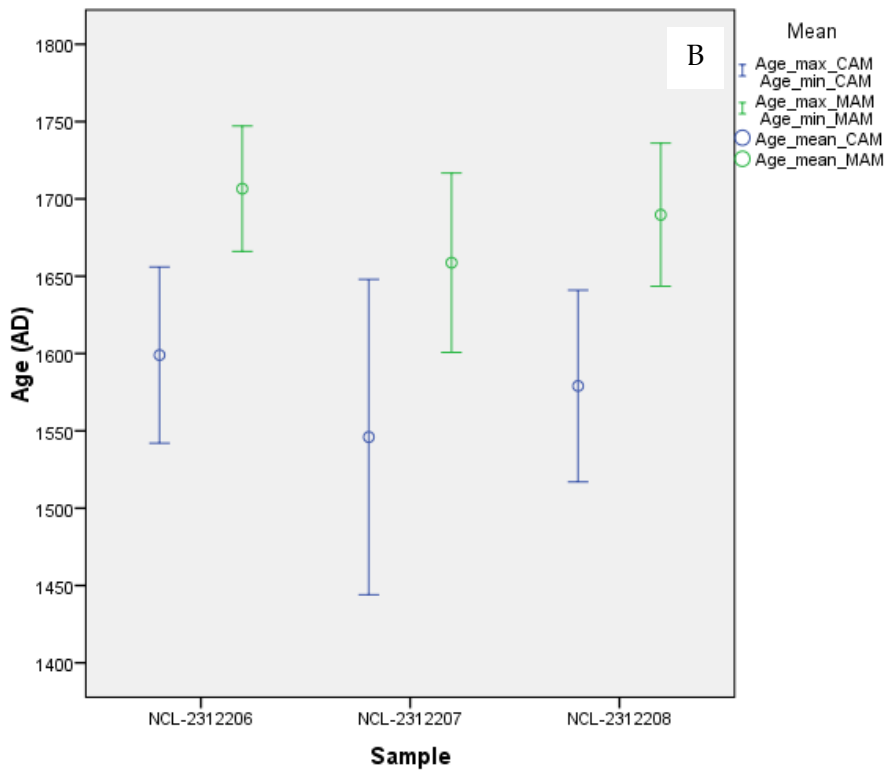 B
Mean
Age_max_CAM
Age_min_CAM
Age_max_MAM
Age_min_MAM
Age_mean_CAM
Age_mean_MAM
Age (AD)
1800
1750
1700
1650
1600
1550
1500
1450
1400
NCL-2312206 NCL-2312207 NCL-2312208
Sample